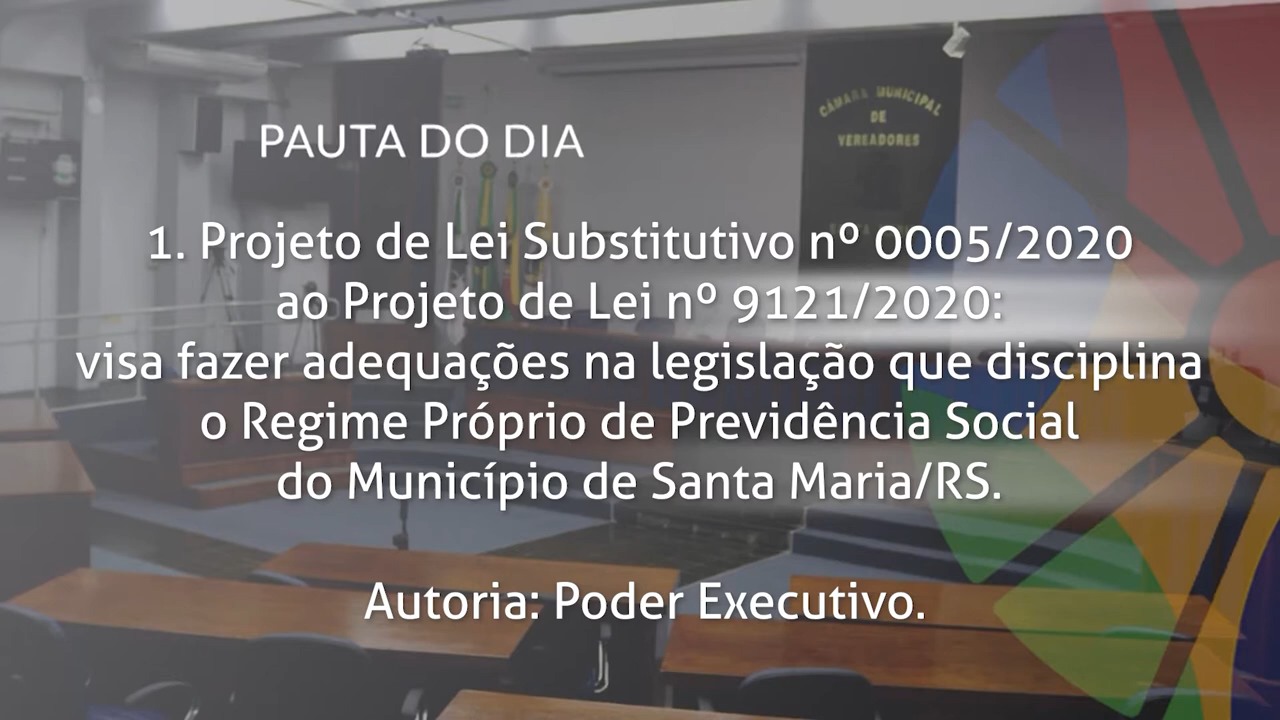 CÂMARA MUNICIPAL
DE
VEREADORES
PAUTA DO DIA
1. Projeto de Lei Substitutivo nº 0005/2020
ao Projeto de Lei nº 9121/2020:
visa fazer adequações na legislação que disciplina
o Regime Próprio de Previdência Social
do Município de Santa Maria/RS.
Autoria: Poder Executivo.